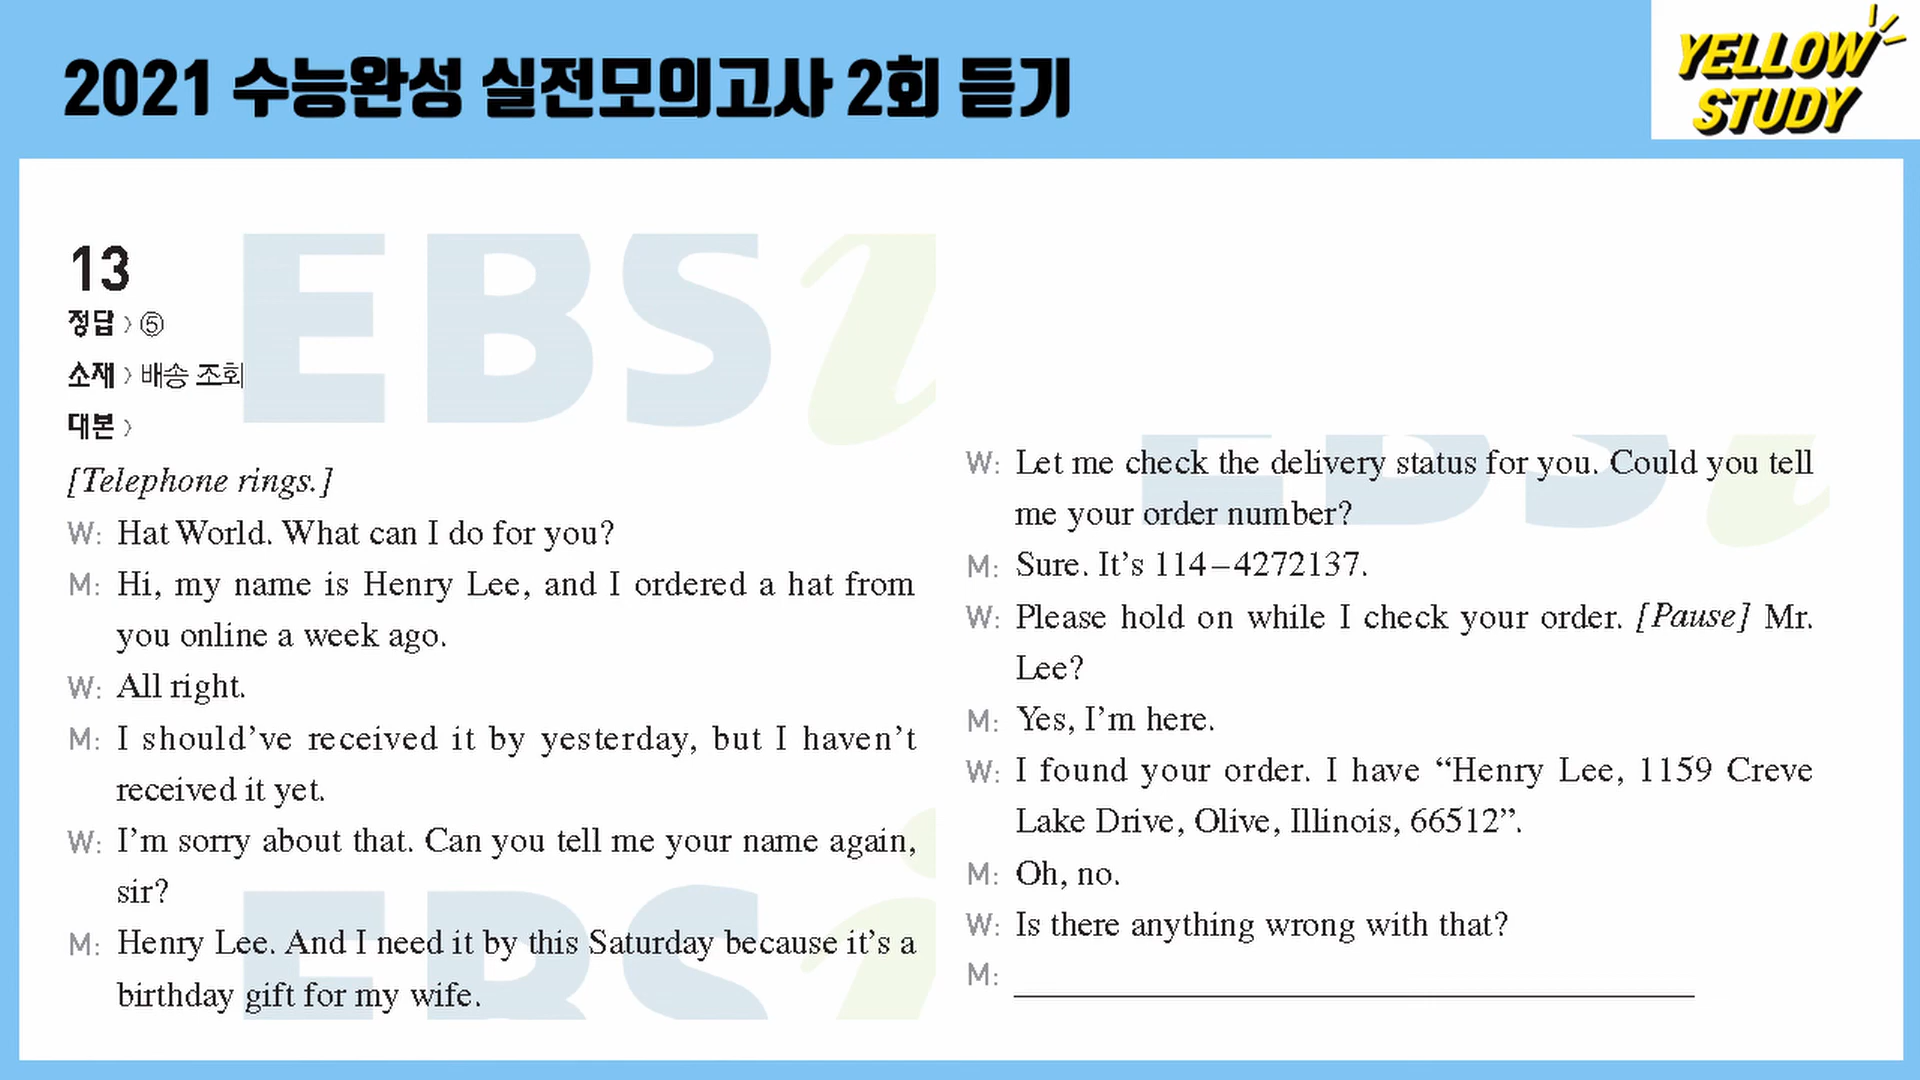 2021 수능완성 실전모의고사 2회 듣기
YELLOW
STUDY
13
정답 > ⑤
소재 > 배송 조회
대본 >
[Telephone rings.]
W: Hat World. What can I do for you?
M: Hi, my name is Henry Lee, and I ordered a hat from
you online a week ago.
W: All right.
M: I should’ve received it by yesterday, but I haven’t
received it yet.
W: I’m sorry about that. Can you tell me your name again,
sir?
M: Henry Lee. And I need it by this Saturday because it’s a
birthday gift for my wife.
W: Let me check the delivery status for you. Could you tell
me your order number?
M: Sure. It’s 114–4272137.
W: Please hold on while I check your order. [Pause] Mr.
Lee?
M: Yes, I’m here.
W: I found your order. I have “Henry Lee, 1159 Creve
Lake Drive, Olive, Illinois, 66512”.
M: Oh, no.
W: Is there anything wrong with that?
M:
EBSi
EBSi
EBSi